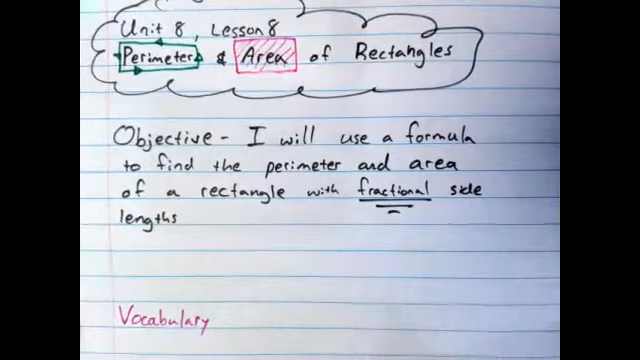 Unit 8, Lesson 8
Perimeter & Area of Rectangles
Objective - I will use a formula
to find the perimeter and area
of a rectangle with fractional side
lengths
Vocabulary